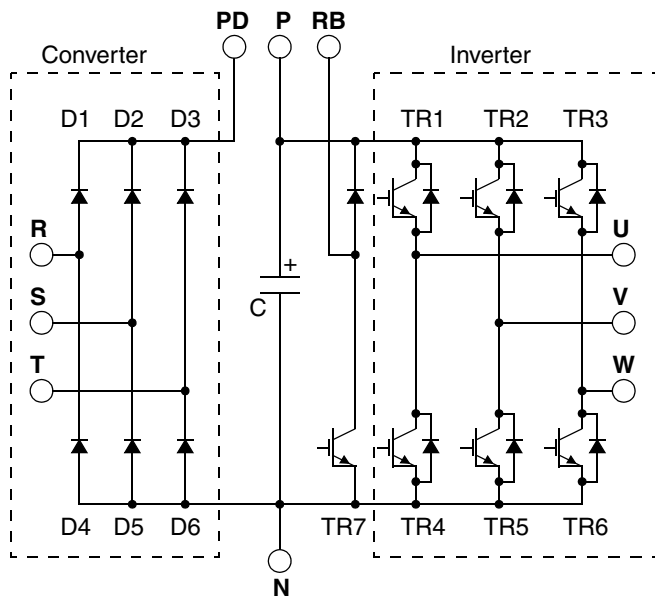 PD P RB
Converter Inverter
D1 D2 D3 TR1 TR2 TR3
R U
+
S C V
T W
D4 D5 D6 TR7 TR4 TR5 TR6
N